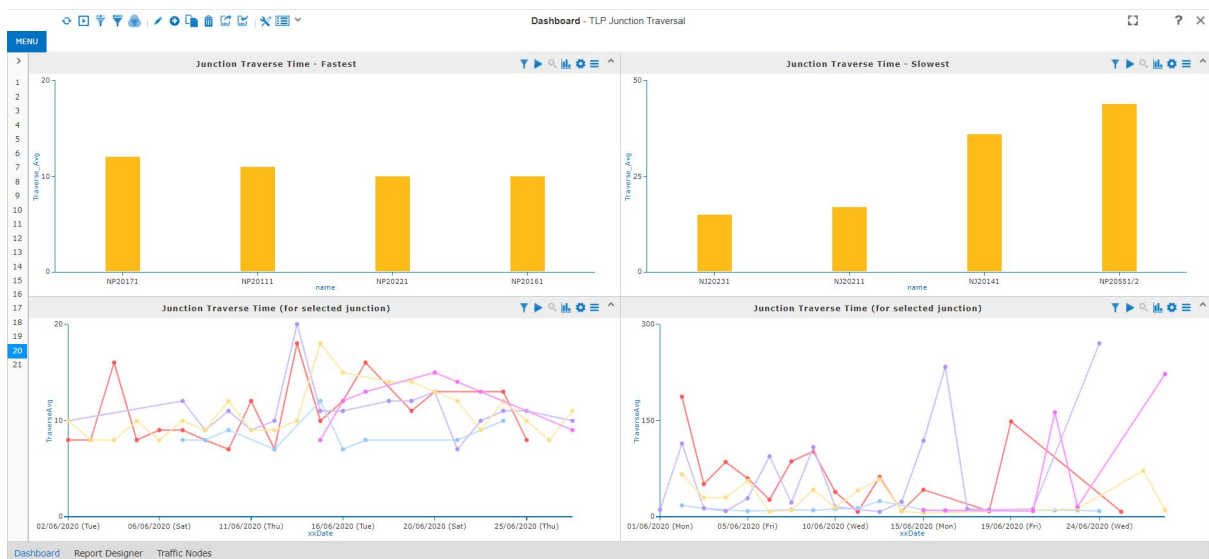 Dashboard - TLP Junction Traversal
?
MENU
1
2
3
4
5
6
7
8
9
10
11
12
13
14
15
16
17
18
19
20
21
Junction Traverse Time - Fastest
20
10
0
Traverse_Avg
NP20171 NP20111 NP20221 NP20161
name
Junction Traverse Time - Slowest
50
25
0
Traverse_Avg
NJ20231 NJ20211 NJ20141 NP20551/2
name
Junction Traverse Time (for selected junction)
20
10
0
TraverseAvg
02/06/2020 (Tue) 06/06/2020 (Sat) 11/06/2020 (Thu) 16/06/2020 (Tue) 20/06/2020 (Sat) 25/06/2020 (Thu)
xxDate
Junction Traverse Time (for selected junction)
300
150
0
TraverseAvg
01/06/2020 (Mon) 05/06/2020 (Fri) 10/06/2020 (Wed) 15/06/2020 (Mon) 19/06/2020 (Fri) 24/06/2020 (Wed)
xxDate
Dashboard Report Designer Traffic Nodes